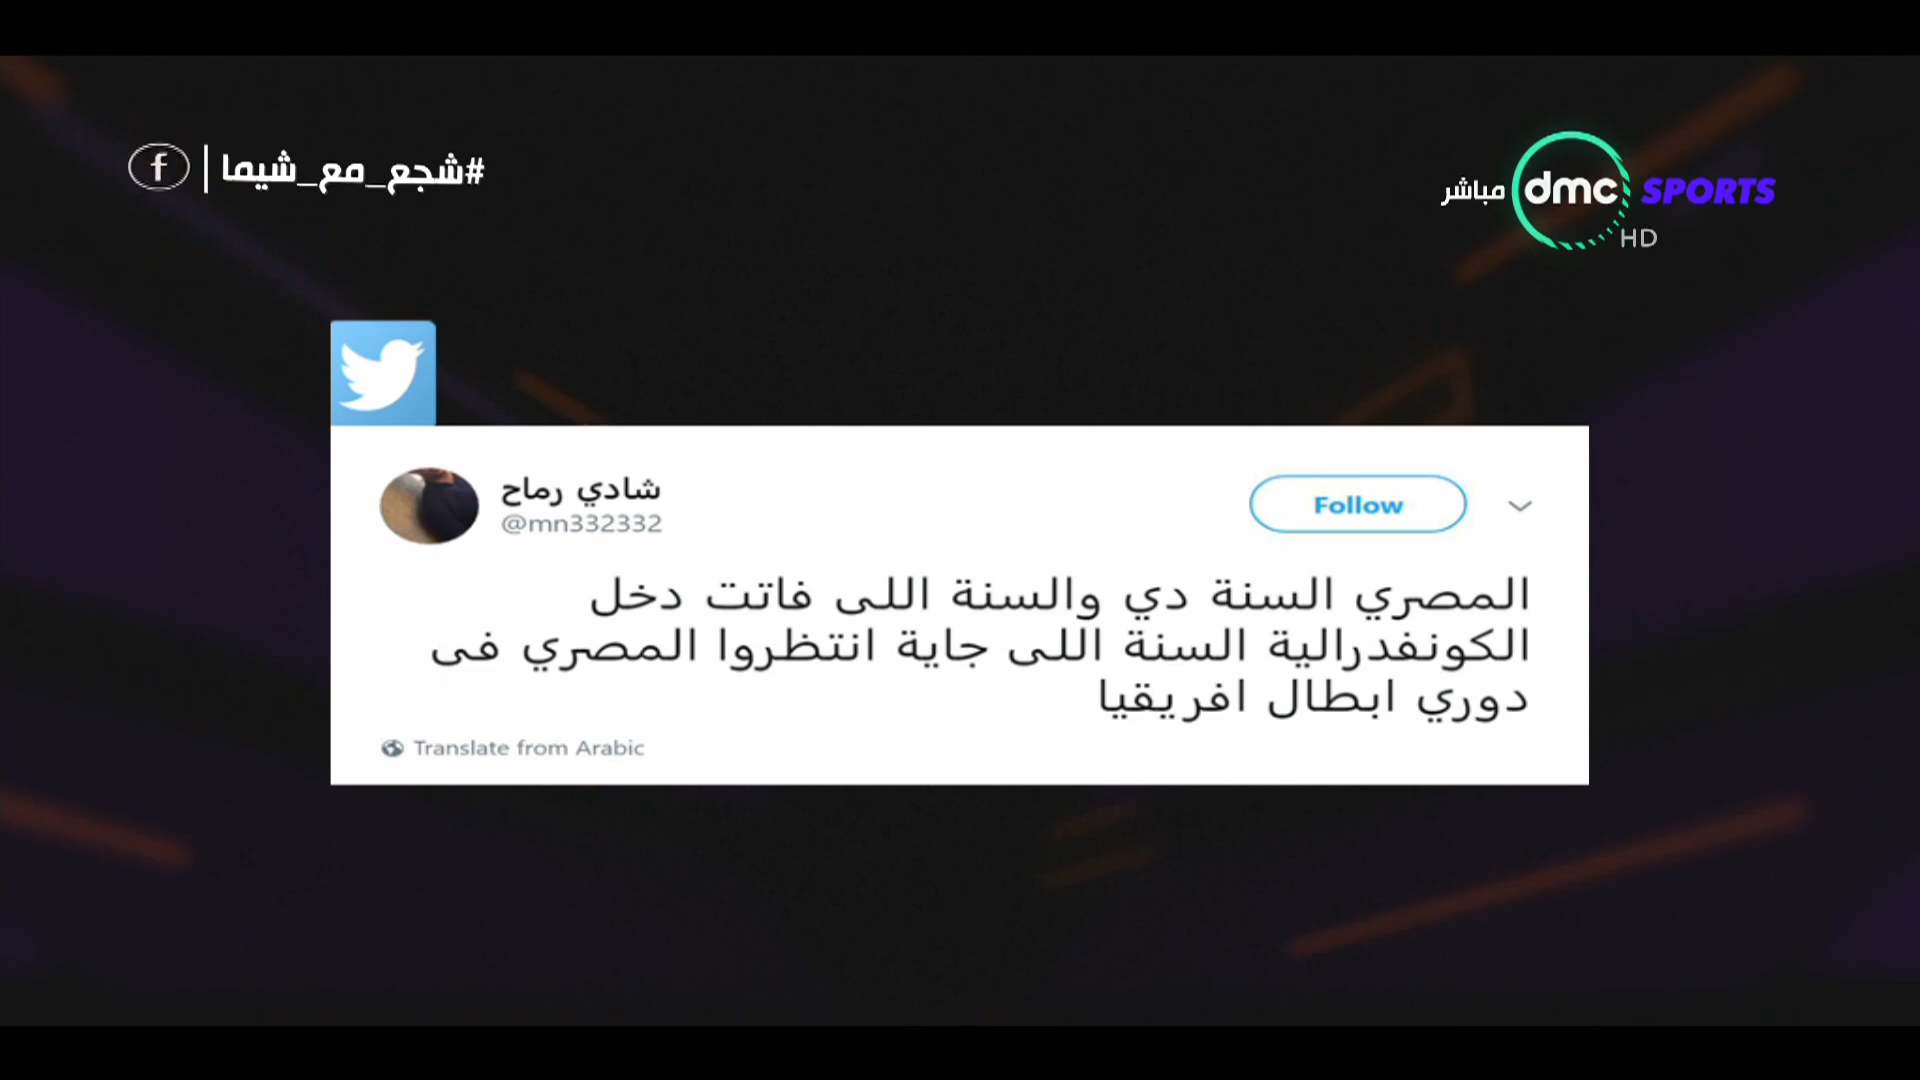 #شجع_مع_شيما
f
مباشر dmc SPORTS
HD
شادي رماح
@mn332332
Follow
المصري السنة دي والسنة اللى فاتت دخل
الكونفدرالية السنة اللى جاية انتظروا المصري فى
دوري ابطال افريقيا
Translate from Arabic